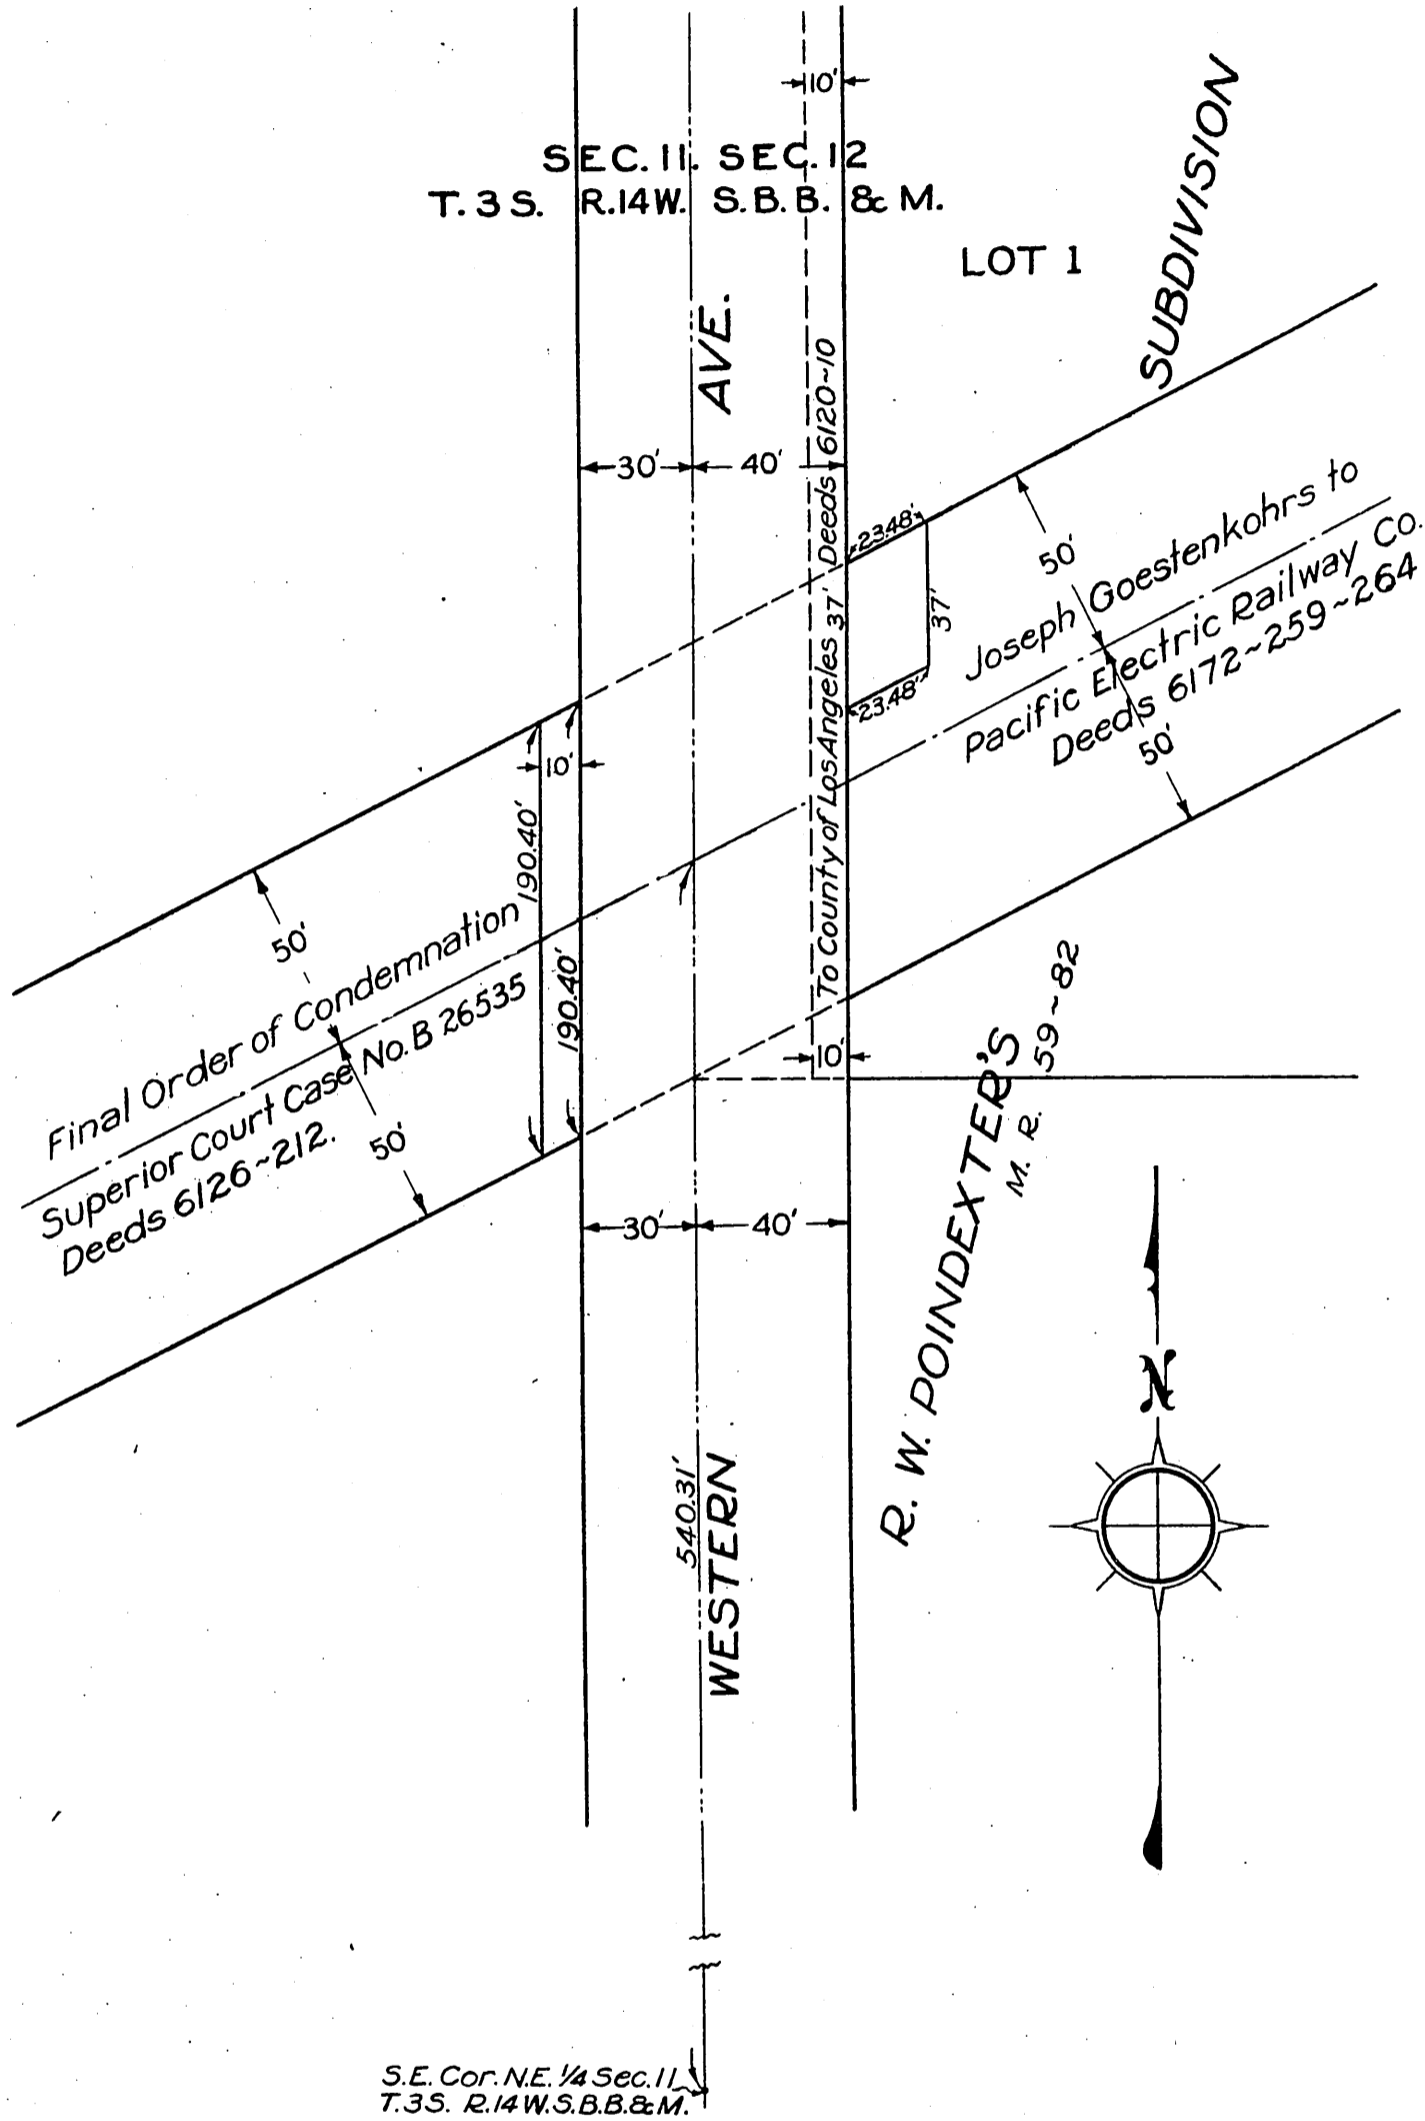 10'
SEC. 11. SEC. 12
T. 3 S. R. 14 W. S. B. B. & M.
LOT 1
SUBDIVISION
AVE.
30' 40'
To County of Los Angeles 37' Deeds 6120~10
23.48'
37'
23.48'
50'
Joseph Goestenkohrs to
Pacific Electric Railway Co.
Deeds 6172~259~264
50'
10'
190.40'
190.40'
50'
Final Order of Condemnation
Superior Court Case No. B 26535
Deeds 6126~212.
50'
10'
R. W. POINDEXTER'S
M. R. 59~82
30' 40'
540.31'
WESTERN
N
S.E. Cor. N.E. 1/4 Sec. 11
T. 3 S. R. 14 W. S. B. B. & M.